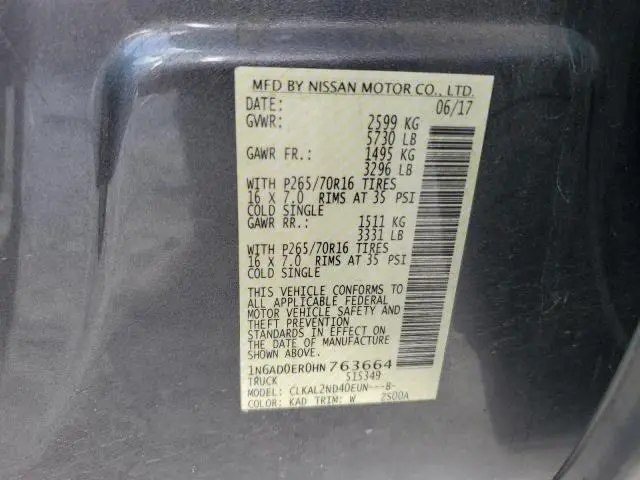 MFD BY NISSAN MOTOR CO., LTD.
DATE: 06/17
GVWR: 2599 KG
5730 LB
GAWR FR.: 1495 KG
3296 LB
WITH P265/70R16 TIRES
16 X 7.0 RIMS AT 35 PSI
COLD SINGLE
GAWR RR.: 1511 KG
3331 LB
WITH P265/70R16 TIRES
16 X 7.0 RIMS AT 35 PSI
COLD SINGLE
THIS VEHICLE CONFORMS TO
ALL APPLICABLE FEDERAL
MOTOR VEHICLE SAFETY AND
THEFT PREVENTION
STANDARDS IN EFFECT ON
THE DATE OF MANUFACTURE
SHOWN ABOVE.
1N6AD0ER0HN763664
TRUCK 515349
MODEL: CLKAL2ND4DEUN---B-
COLOR: KAD TRIM: W 2S00A